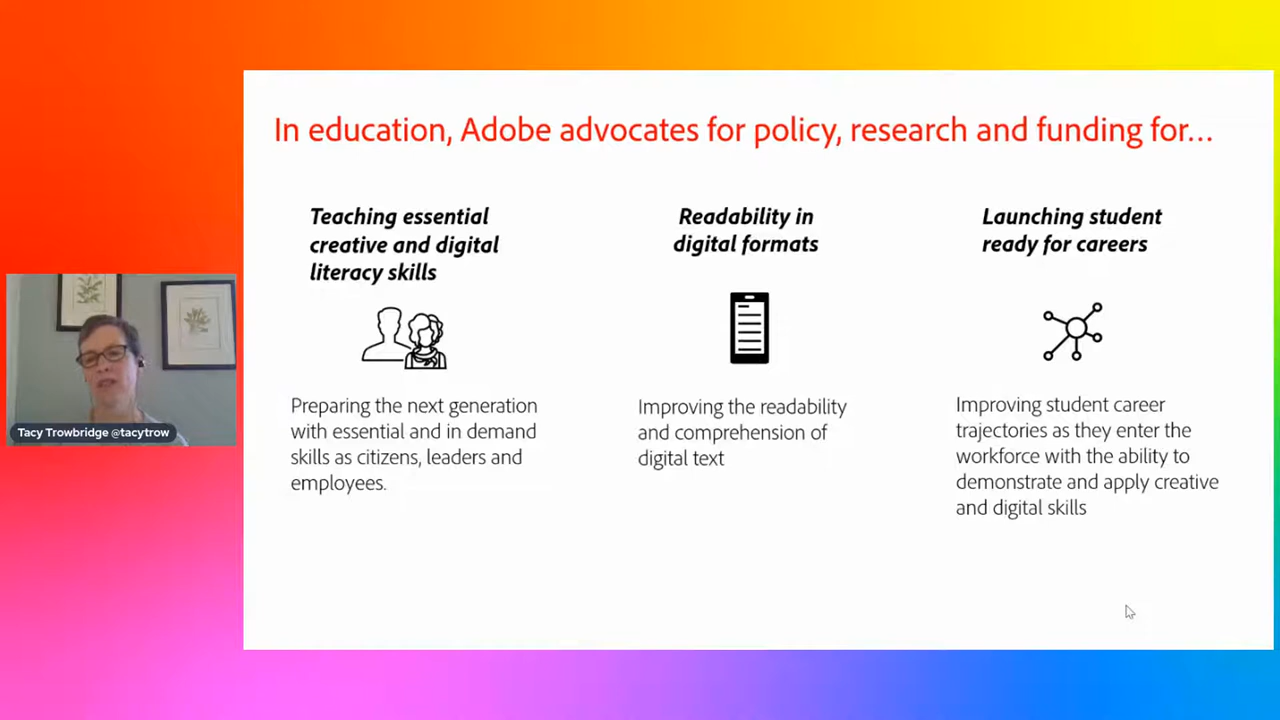 In education, Adobe advocates for policy, research and funding for...
Teaching essential
creative and digital
literacy skills
Preparing the next generation
with essential and in demand
skills as citizens, leaders and
employees.
Readability in
digital formats
Improving the readability
and comprehension of
digital text
Launching student
ready for careers
Improving student career
trajectories as they enter the
workforce with the ability to
demonstrate and apply creative
and digital skills
Tacy Trowbridge @tacytrow